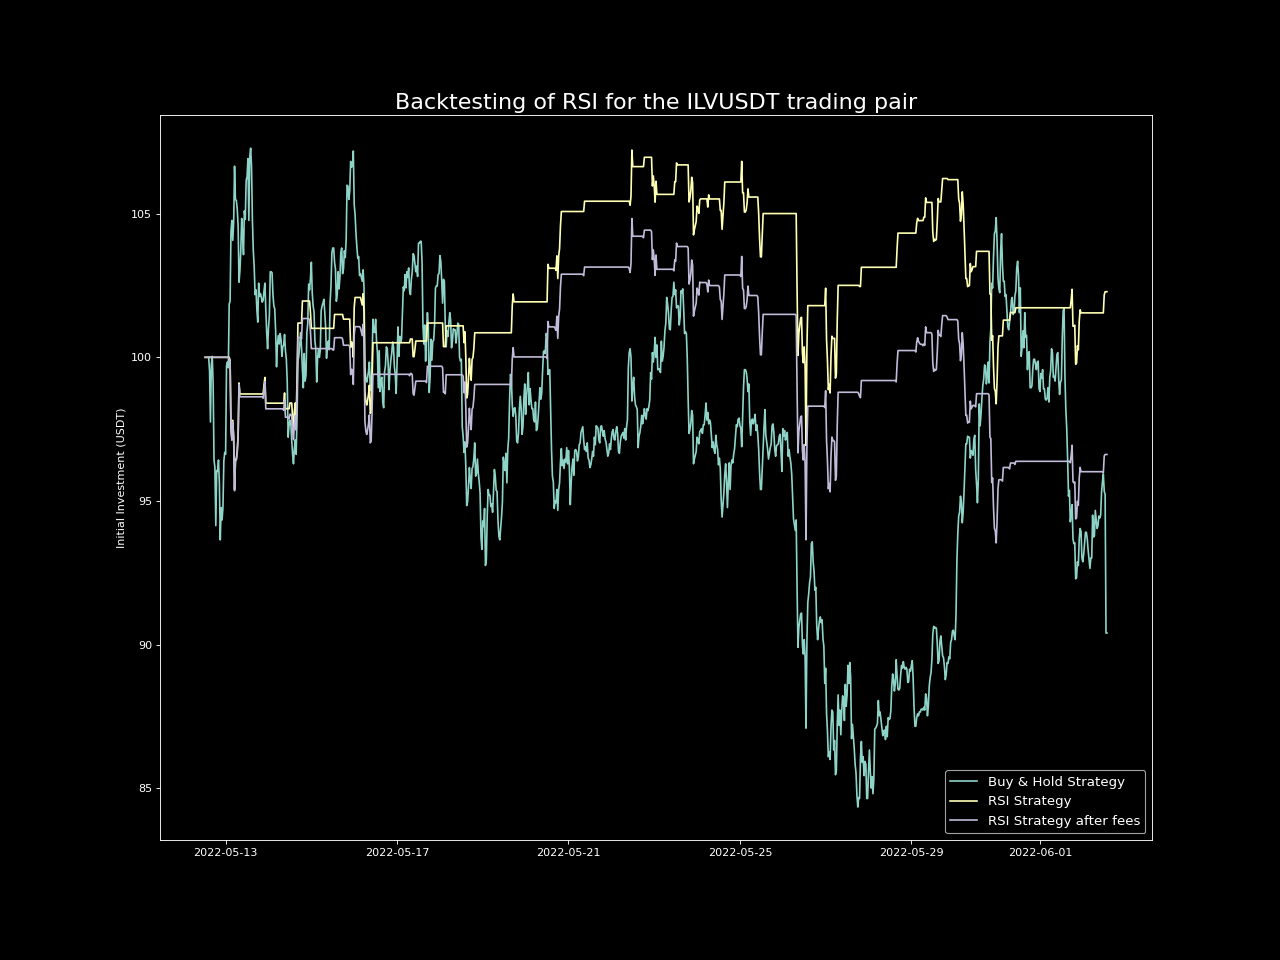 Backtesting of RSI for the ILVUSDT trading pair
Initial Investment (USDT)
105
100
95
90
85
2022-05-13 2022-05-17 2022-05-21 2022-05-25 2022-05-29 2022-06-01
Buy & Hold Strategy
RSI Strategy
RSI Strategy after fees